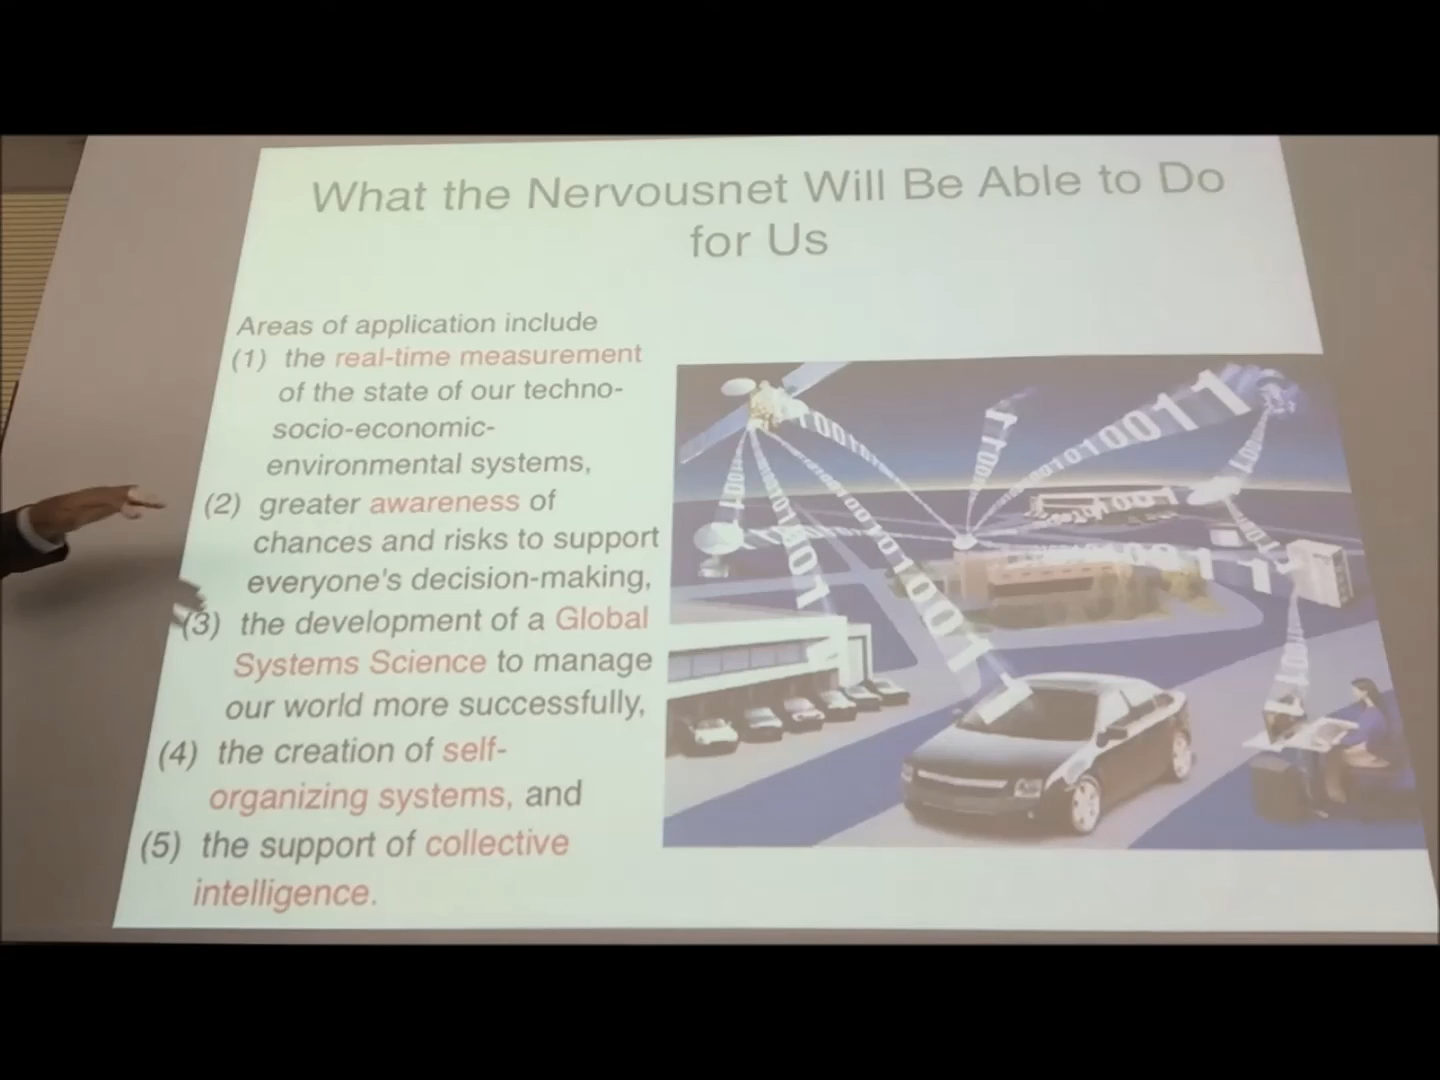 What the Nervousnet Will Be Able to Do
for Us
Areas of application include
(1) the real-time measurement
of the state of our techno-
socio-economic-
environmental systems,
(2) greater awareness of
chances and risks to support
everyone's decision-making,
(3) the development of a Global
Systems Science to manage
our world more successfully,
(4) the creation of self-
organizing systems, and
(5) the support of collective
intelligence.